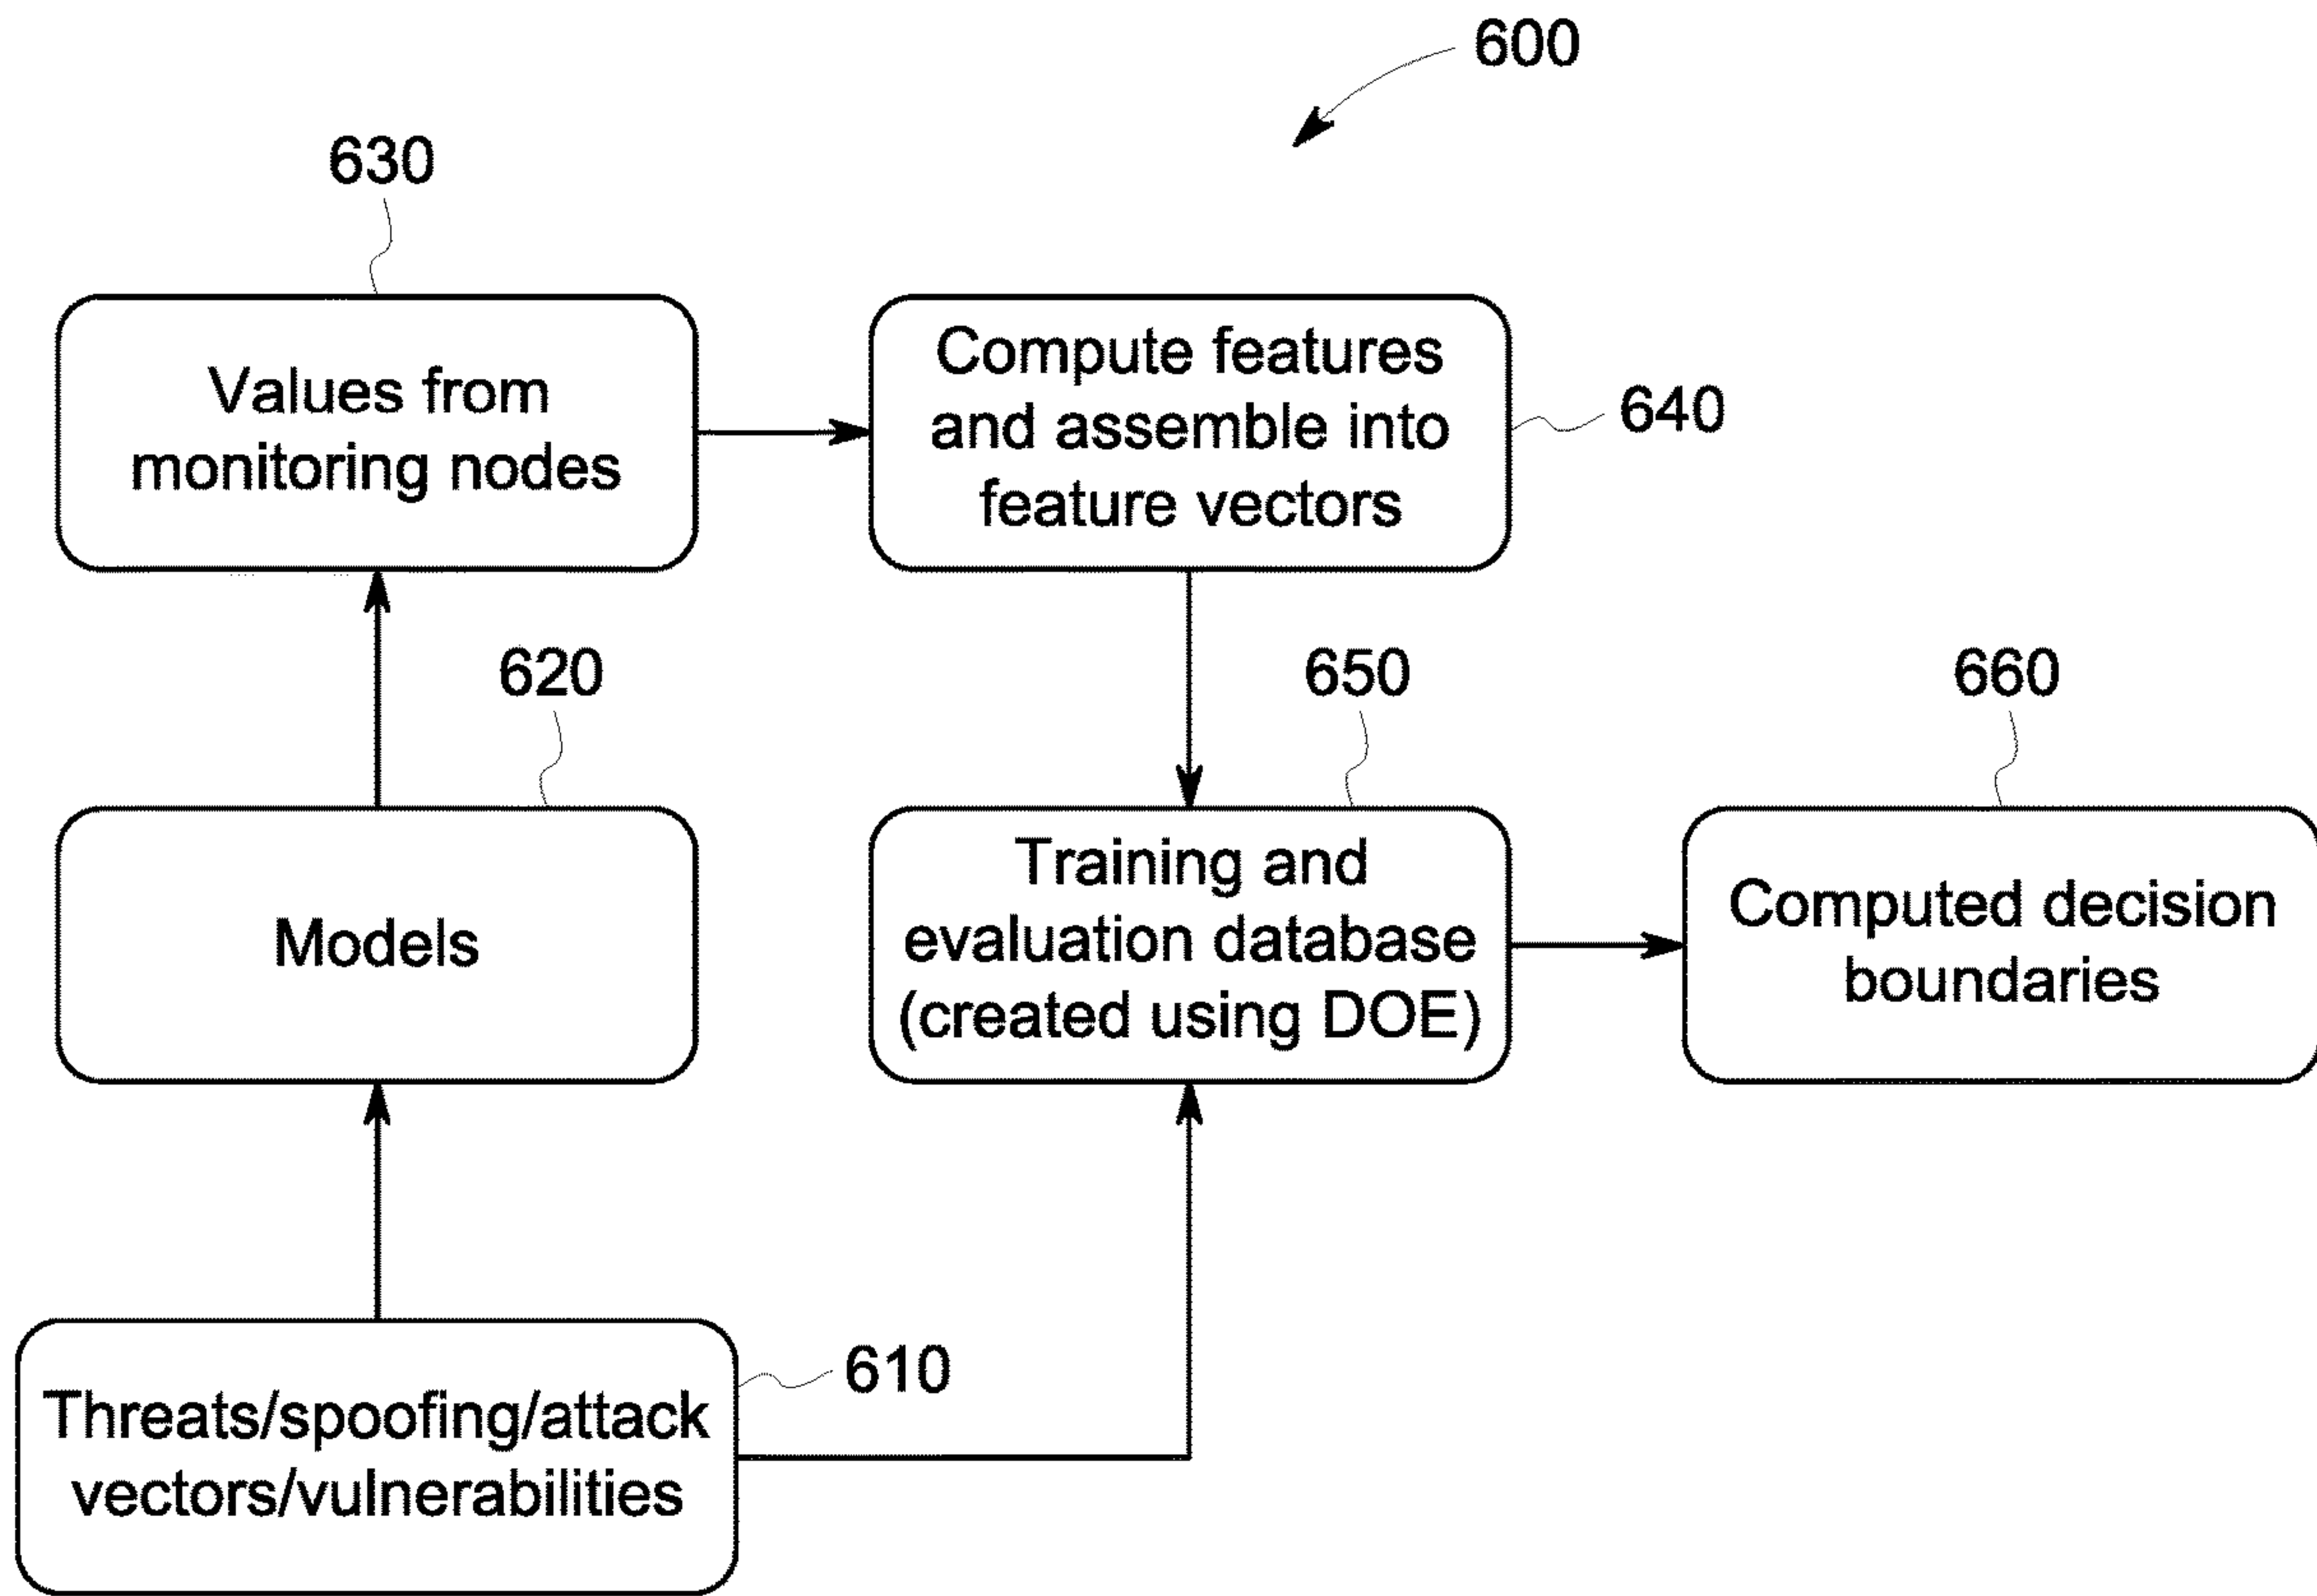 600
630
Values from
monitoring nodes
Compute features
and assemble into
feature vectors
640
620
650
660
Models
Training and
evaluation database
(created using DOE)
Computed decision
boundaries
610
Threats/spoofing/attack
vectors/vulnerabilities